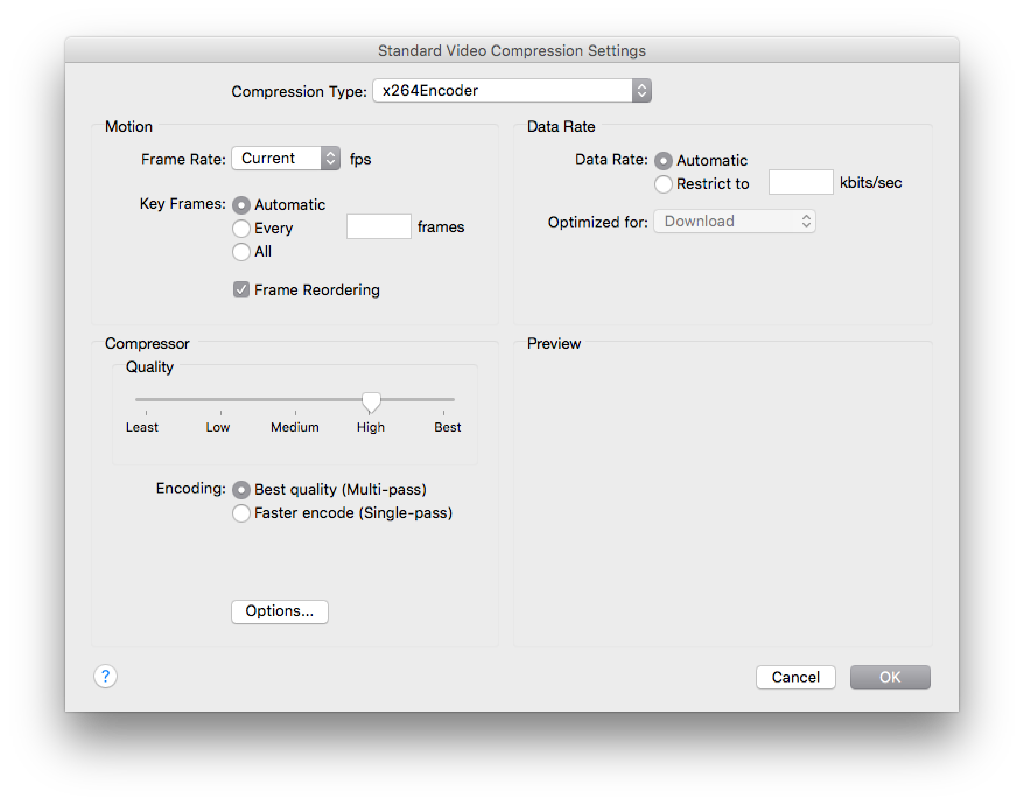 Standard Video Compression Settings
Compression Type: x264Encoder
Motion
Frame Rate: Current fps
Key Frames: Automatic
Every frames
All
Frame Reordering
Data Rate
Data Rate: Automatic
Restrict to kbits/sec
Optimized for: Download
Compressor
Quality
Least Low Medium High Best
Encoding: Best quality (Multi-pass)
Faster encode (Single-pass)
Options...
Preview
?
Cancel OK